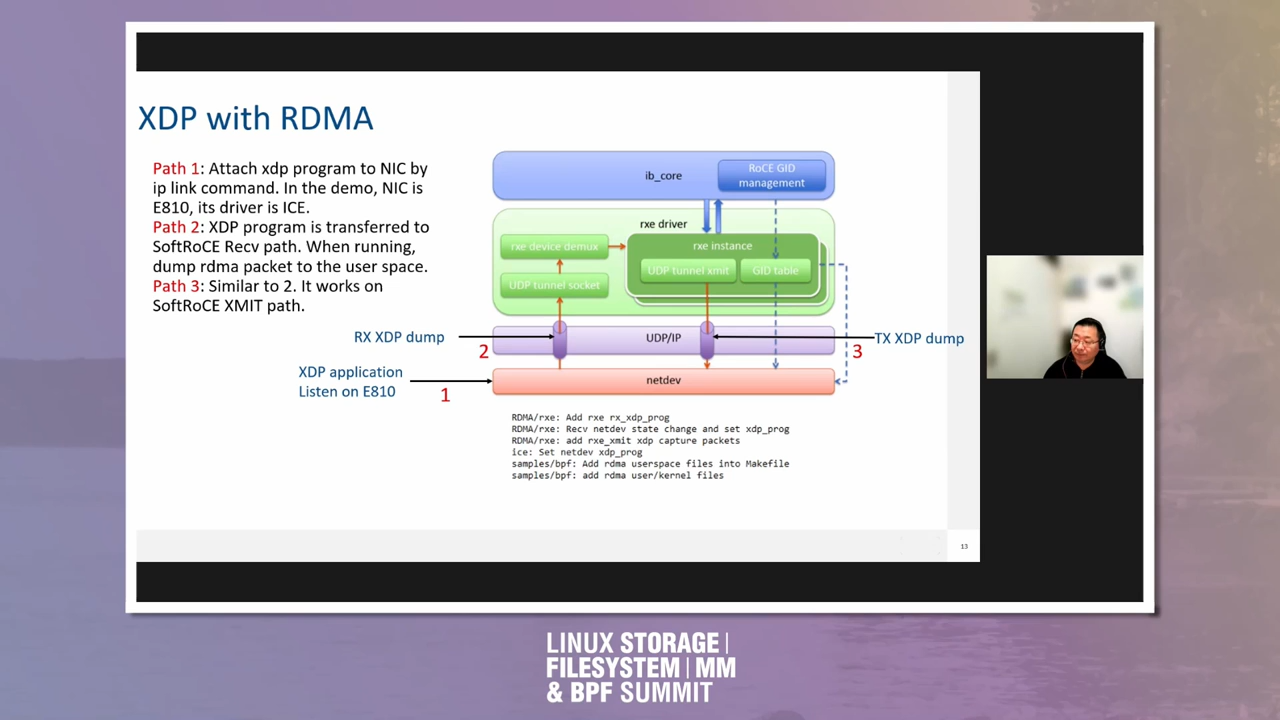 XDP with RDMA
Path 1: Attach xdp program to NIC by
ip link command. In the demo, NIC is
E810, its driver is ICE.
Path 2: XDP program is transferred to
SoftRoCE Recv path. When running,
dump rdma packet to the user space.
Path 3: Similar to 2. It works on
SoftRoCE XMIT path.
ib_core
RoCE GID
management
rxe driver
rxe device demux
rxe instance
UDP tunnel xmit
GID table
UDP tunnel socket
RX XDP dump
2
UDP/IP
3
TX XDP dump
XDP application
Listen on E810
1
netdev
RDMA/rxe: Add rxe rx_xdp_prog
RDMA/rxe: Recv netdev state change and set xdp_prog
RDMA/rxe: add rxe_xmit xdp capture packets
ice: Set netdev xdp_prog
samples/bpf: Add rdma userspace files into Makefile
samples/bpf: add rdma user/kernel files
13
LINUX STORAGE |
FILESYSTEM | MM
& BPF SUMMIT